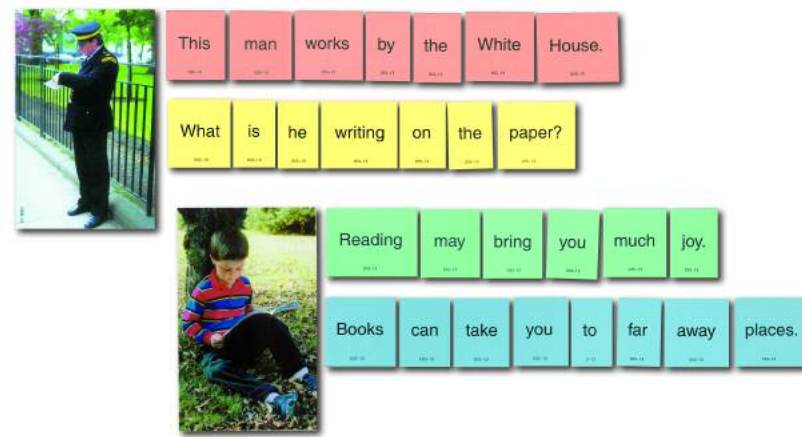 This man works by the White House.
What is he writing on the paper?
Reading may bring you much joy.
Books can take you to far away places.